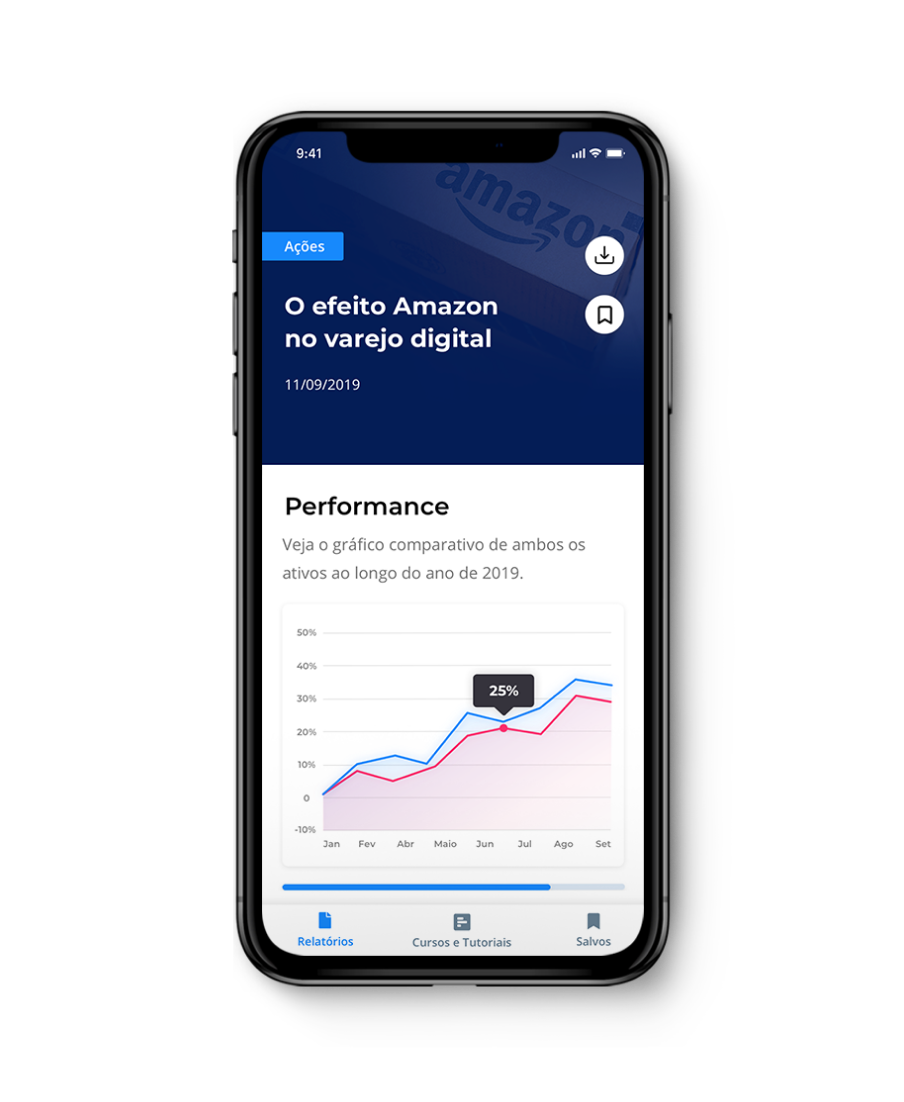 9:41
amazon
Ações
O efeito Amazon
no varejo digital
11/09/2019
Performance
Veja o gráfico comparativo de ambos os
ativos ao longo do ano de 2019.
50%
40%
30%
25%
20%
10%
0
-10%
Jan Fev Abr Maio Jun Jul Ago Set
Relatórios Cursos e Tutoriais Salvos